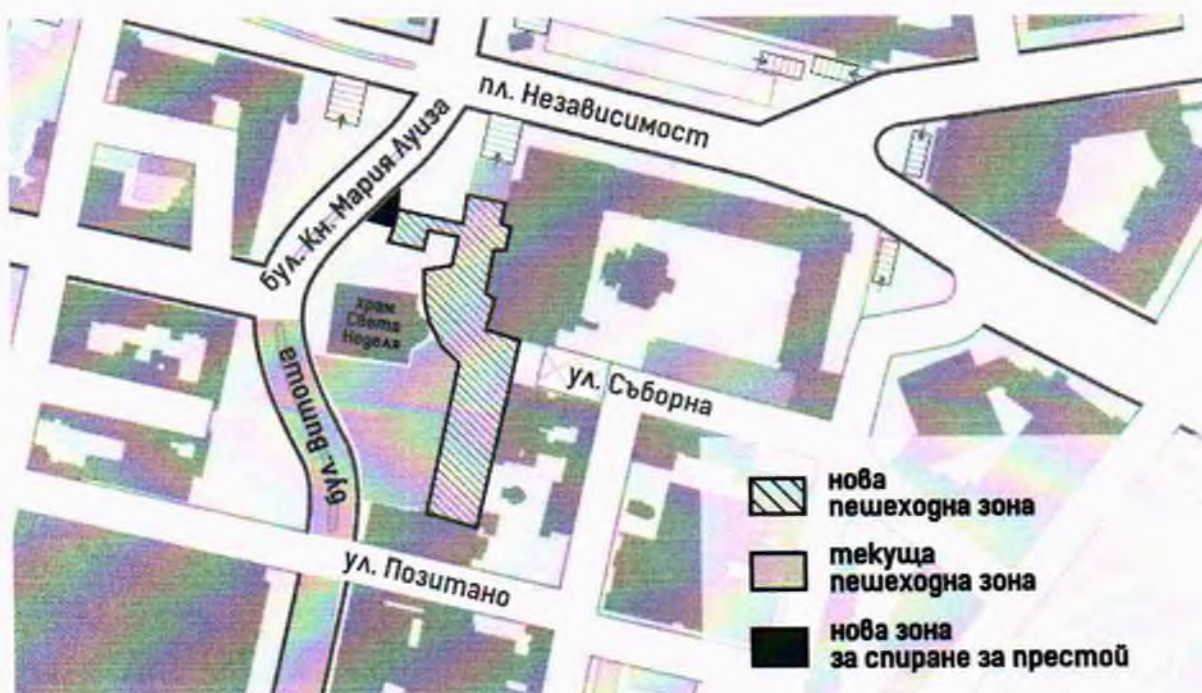 пл. Независимост
бул. Кн. Мария Луиза
храм
Света
Неделя
ул. Съборна
бул. Витоша
ул. Позитано
нова
пешеходна зона
текуща
пешеходна зона
нова зона
за спиране за престой